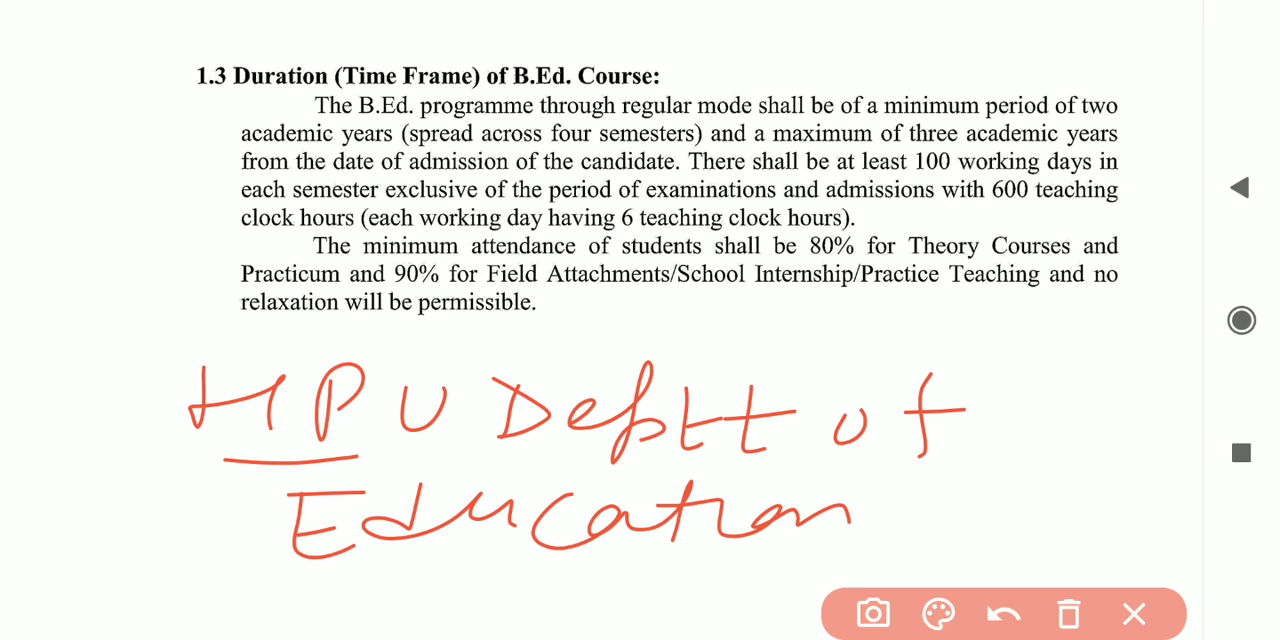 1.3 Duration (Time Frame) of B.Ed. Course:
The B.Ed. programme through regular mode shall be of a minimum period of two
academic years (spread across four semesters) and a maximum of three academic years
from the date of admission of the candidate. There shall be at least 100 working days in
each semester exclusive of the period of examinations and admissions with 600 teaching
clock hours (each working day having 6 teaching clock hours).
The minimum attendance of students shall be 80% for Theory Courses and
Practicum and 90% for Field Attachments/School Internship/Practice Teaching and no
relaxation will be permissible.
HPU Deptt of
Education